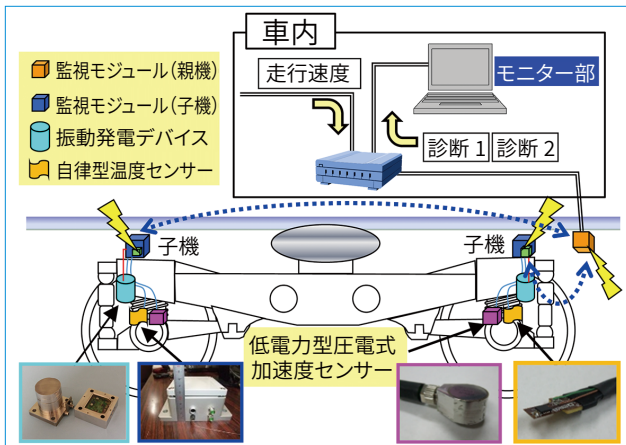 車内
監視モジュール(親機)
監視モジュール(子機)
振動発電デバイス
自律型温度センサー
走行速度
モニター部
診断1
診断2
子機
子機
低電力型圧電式
加速度センサー